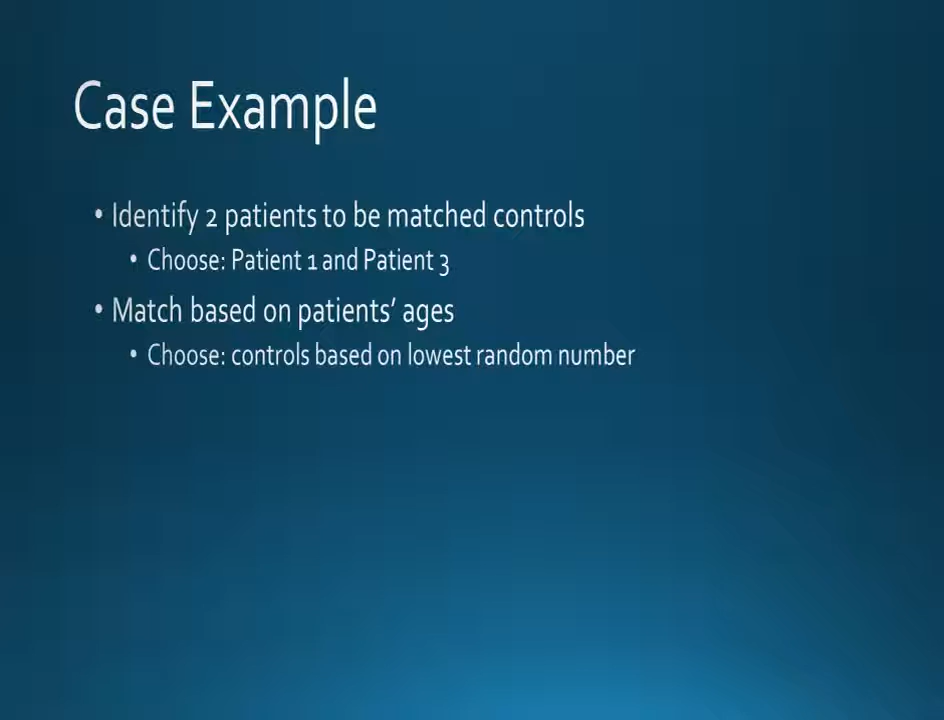 Case Example
• Identify 2 patients to be matched controls
• Choose: Patient 1 and Patient 3
• Match based on patients’ ages
• Choose: controls based on lowest random number